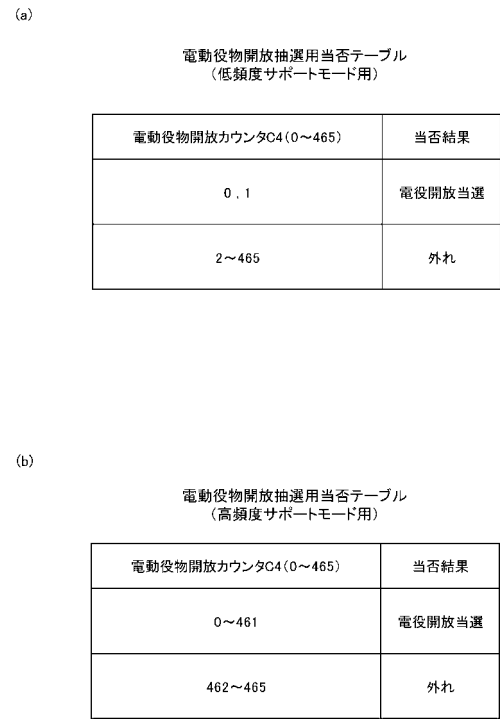 (a)
電動役物開放抽選用当否テーブル
(低頻度サポートモード用)
電動役物開放カウンタC4(0～465) 当否結果
0,1 電役開放当選
2～465 外れ
(b)
電動役物開放抽選用当否テーブル
(高頻度サポートモード用)
電動役物開放カウンタC4(0～465) 当否結果
0～461 電役開放当選
462～465 外れ